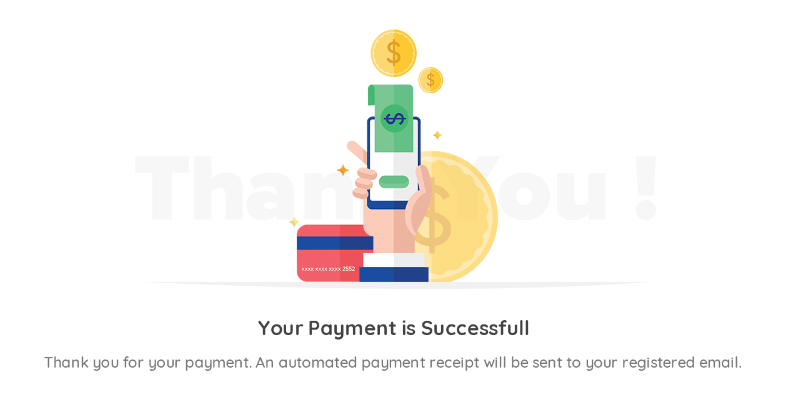 Thank You !
xxxx xxxx xxxx 2552
Your Payment is Successfull
Thank you for your payment. An automated payment receipt will be sent to your registered email.